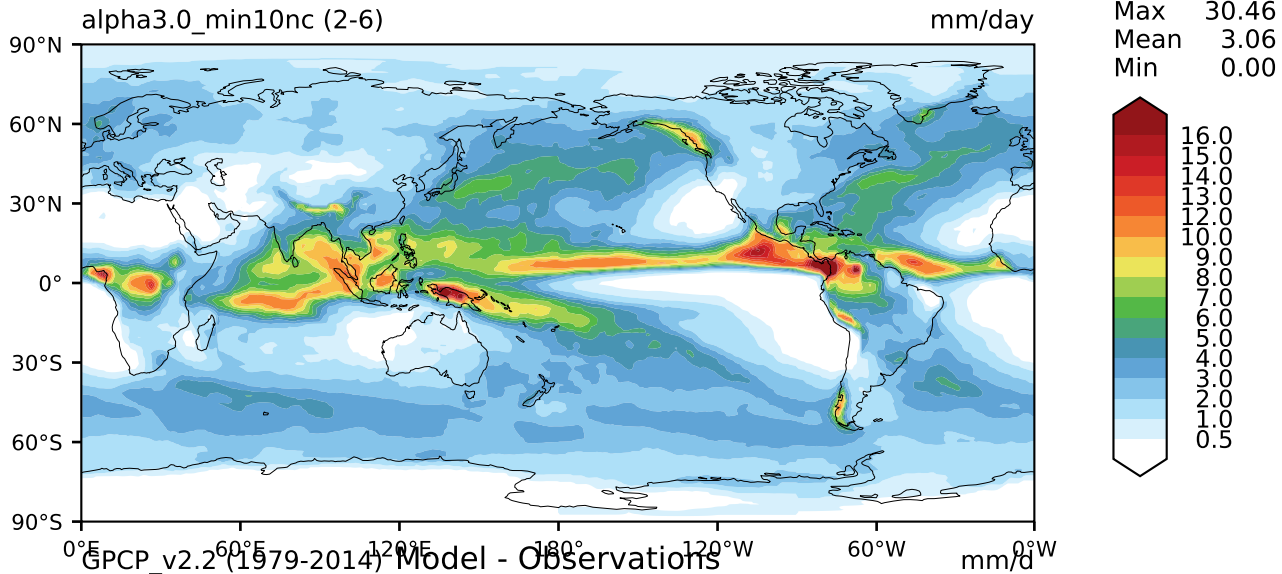 alpha3.0_min10nc (2-6) mm/day
Max 30.46
Mean 3.06
Min 0.00
90°N
60°N
30°N
0°
30°S
60°S
90°S
16.0
15.0
14.0
13.0
12.0
10.0
9.0
8.0
7.0
6.0
5.0
4.0
3.0
2.0
1.0
0.5
0°E 60°E 120°E 180° 120°W 60°W 0°W
GPCP_v2.2 (1979-2014) Model - Observations mm/d